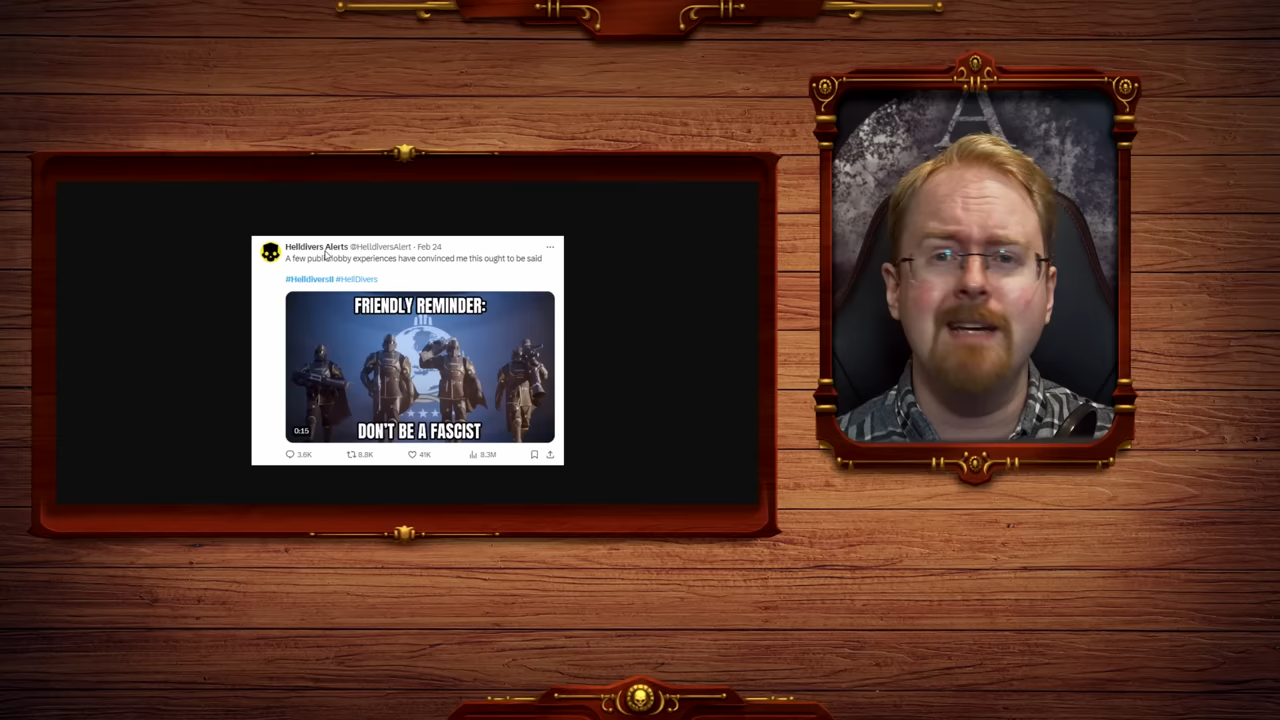 Helldivers Alerts @HelldiversAlert · Feb 24
A few public lobby experiences have convinced me this ought to be said
#HelldiversII #HellDivers
FRIENDLY REMINDER:
DON'T BE A FASCIST
0:15
3.6K 8.8K 41K 8.3M